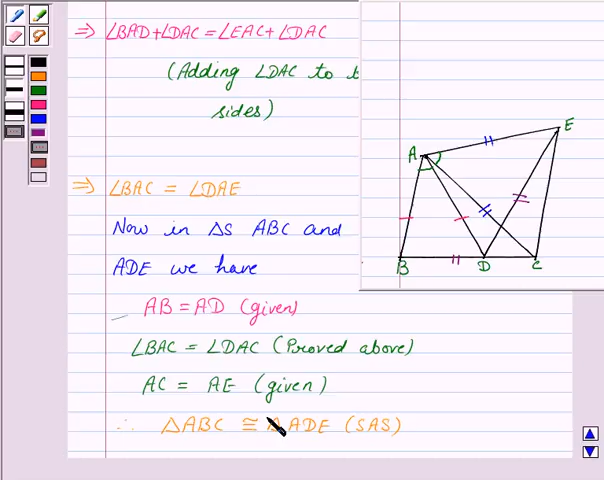 ⇒ ∠BAD+∠DAC = ∠EAC+∠DAC
(Adding ∠DAC to
sides)
⇒ ∠BAC = ∠DAE
Now in Δs ABC and
ADE we have
AB = AD (given)
∠BAC = ∠DAC (Proved above)
AC = AE (given)
∴ ΔABC ≅ ΔADE (SAS)
E
A
B
D
C